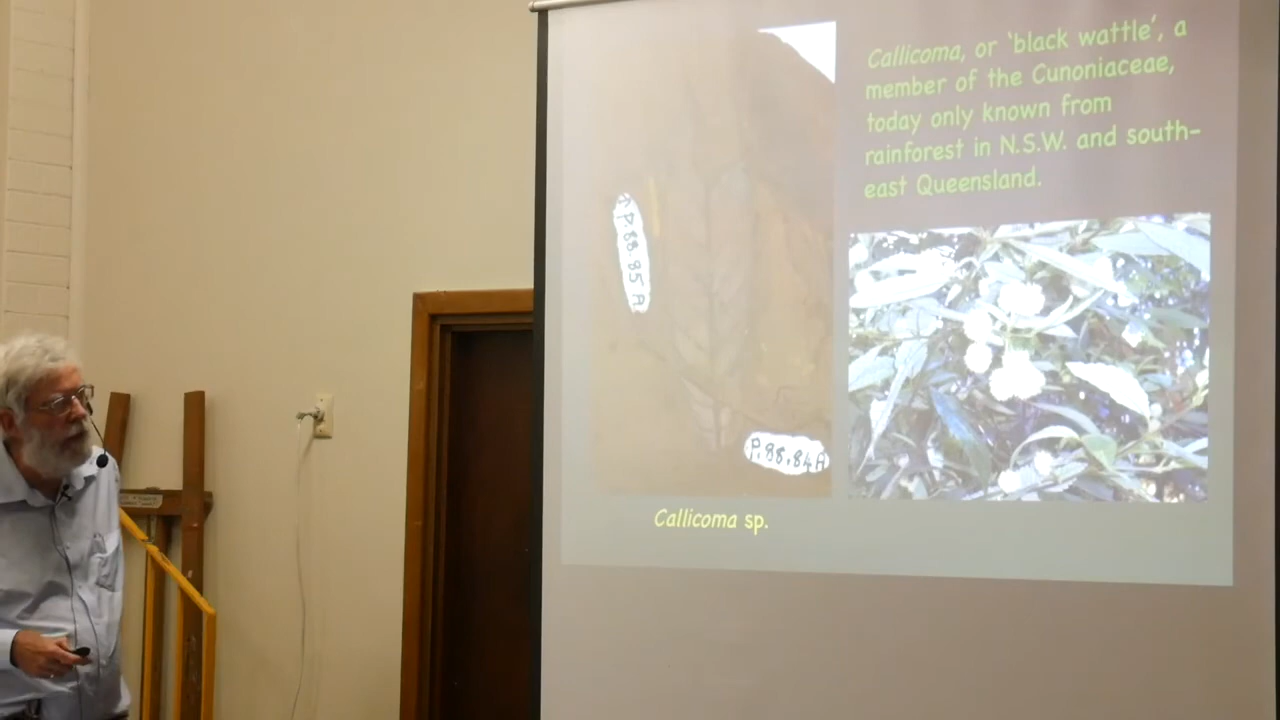 Callicoma, or ‘black wattle’, a
member of the Cunoniaceae,
today only known from
rainforest in N.S.W. and south-
east Queensland.
P.88.85A
P.88.84A
Callicoma sp.